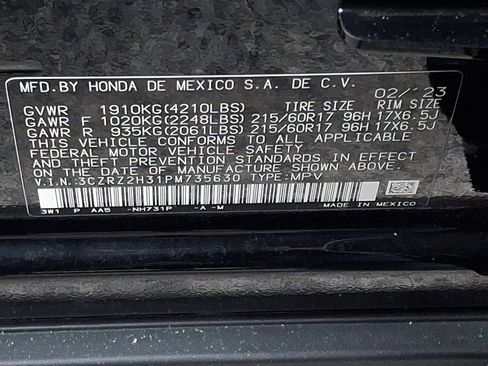 MFD.BY HONDA DE MEXICO S.A. DE C.V. 02/'23
GVWR 1910KG(4210LBS) TIRE SIZE RIM SIZE
GAWR F 1020KG(2248LBS) 215/60R17 96H 17X6.5J
GAWR R 935KG(2061LBS) 215/60R17 96H 17X6.5J
THIS VEHICLE CONFORMS TO ALL APPLICABLE
FEDERAL MOTOR VEHICLE SAFETY
AND THEFT PREVENTION STANDARDS IN EFFECT
ON THE DATE OF MANUFACTURE SHOWN ABOVE.
V.I.N.:3CZRZ2H31PM735630 TYPE:MPV
3W1 P AA5 -NH731P -A -M MADE IN MEXICO